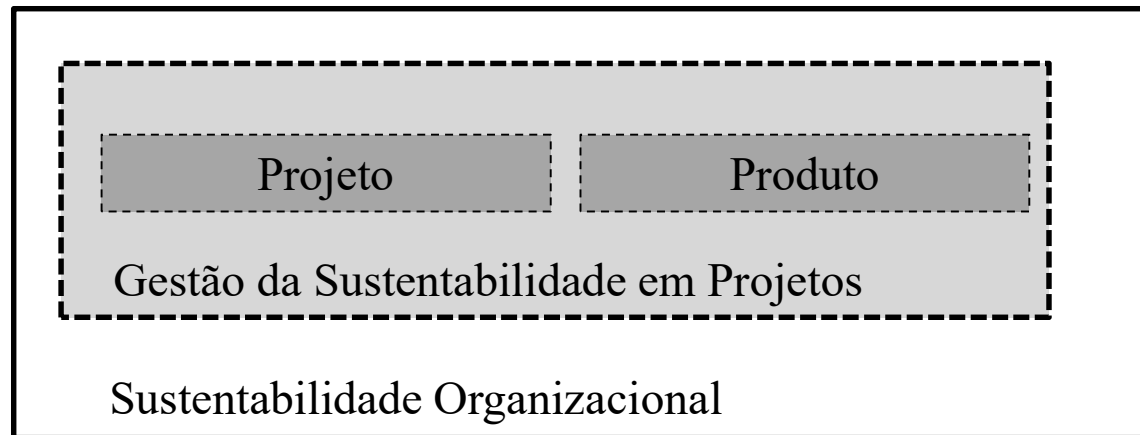 Projeto
Produto
Gestão da Sustentabilidade em Projetos
Sustentabilidade Organizacional